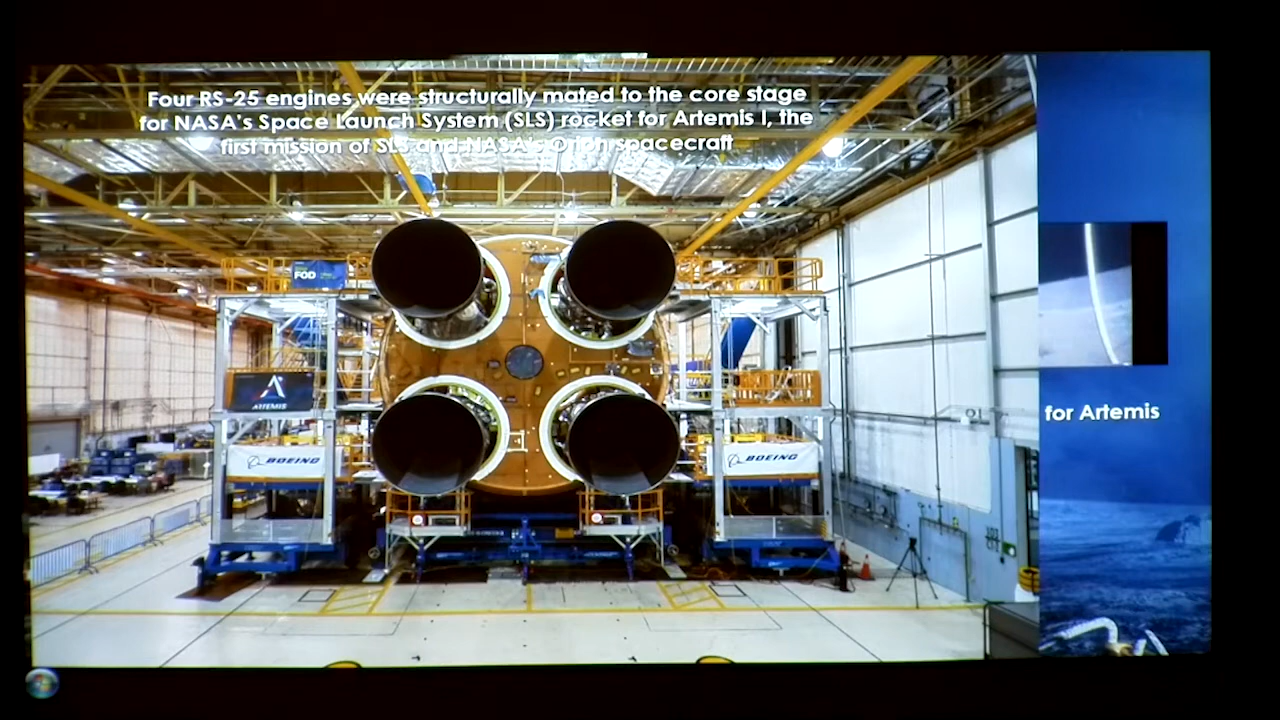 Four RS-25 engines were structurally mated to the core stage
for NASA's Space Launch System (SLS) rocket for Artemis I, the
first mission of SLS and NASA's Orion spacecraft
FOD
ARTEMIS
BOEING
BOEING
for Artemis